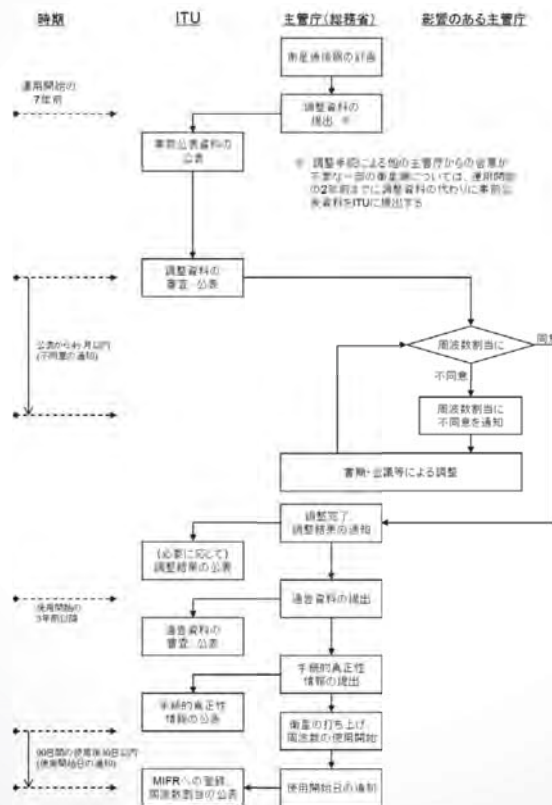 時期
ITU
主管庁(総務省)
影響のある主管庁
衛星通信網の計画
運用開始の
7年前
調整資料の
提出 ※
事前公表資料の
公表
※ 調整手続による他の主管庁からの合意が
不要な一部の衛星網については、運用開始
の2年前までに調整資料の代わりに事前公
表資料をITUに提出する
調整資料の
審査・公表
公表から4ヶ月以内
(不同意の通知)
周波数割当に
同意
不同意
周波数割当に
不同意を通知
書簡・会議等による調整
調整完了、
調整結果の通知
(必要に応じて)
調整結果の公表
使用開始の
3年前以降
通告資料の提出
通告資料の
審査・公表
手続的真正性
情報の提出
手続的真正性
情報の公表
衛星の打ち上げ、
周波数の使用開始
90日間の使用後30日以内
(使用開始日の通知)
MIFRへの登録、
周波数割当の公表
使用開始日の通知